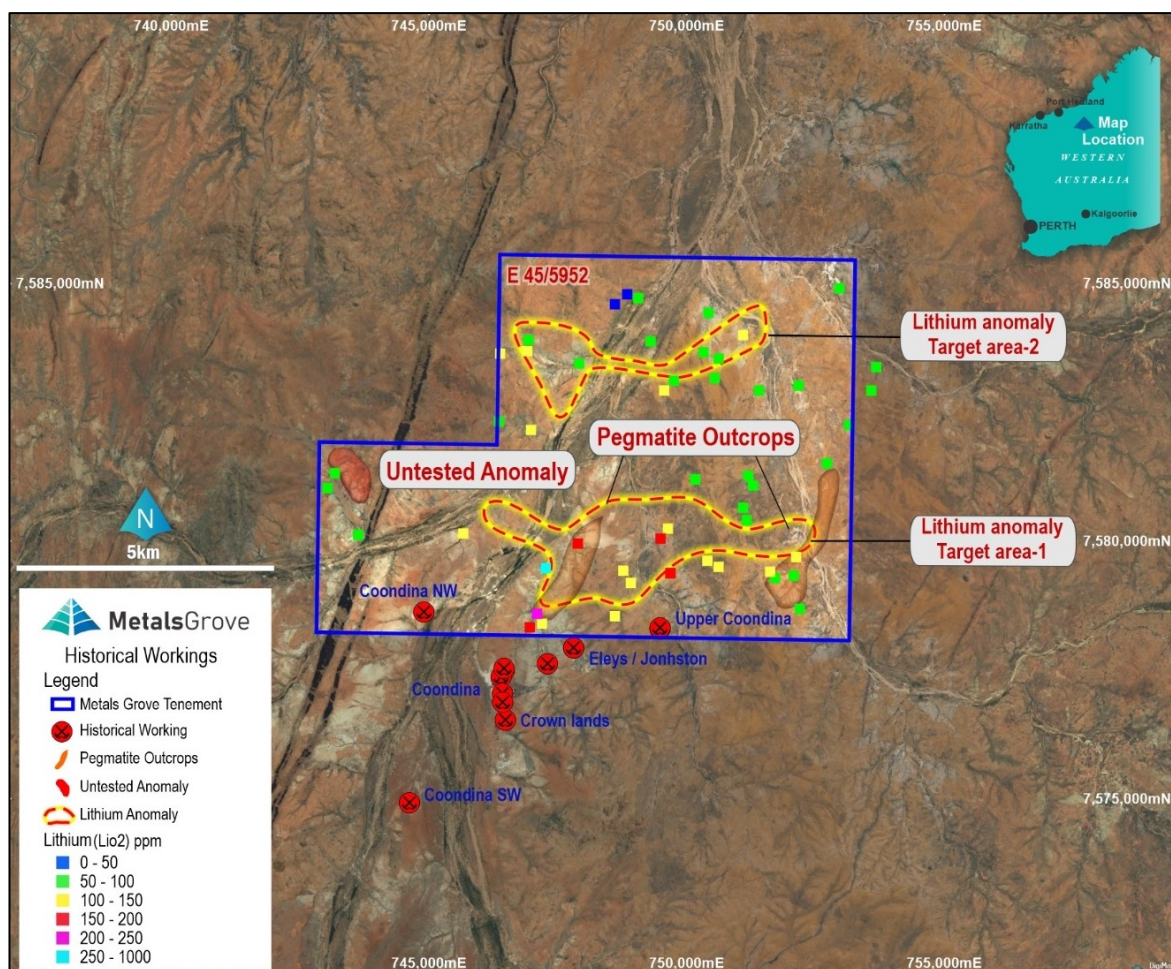 740,000mE
745,000mE
750,000mE
755,000mE
Port Hedland
Karratha
Map
Location
WESTERN
AUSTRALIA
Kalgoorlie
PERTH
7,585,000mN
E 45/5952
7,585,000mN
Lithium anomaly
Target area-2
Pegmatite Outcrops
Untested Anomaly
N
5km
7,580,000mN
Lithium anomaly
Target area-1
Coondina NW
Upper Coondina
Eleys / Jonhston
Coondina
Crown lands
Coondina SW
7,575,000mN
MetalsGrove
Historical Workings
Legend
Metals Grove Tenement
Historical Working
Pegmatite Outcrops
Untested Anomaly
Lithium Anomaly
Lithium (Lio2) ppm
0 - 50
50 - 100
100 - 150
150 - 200
200 - 250
250 - 1000
745,000mE
750,000mE
755,000mE